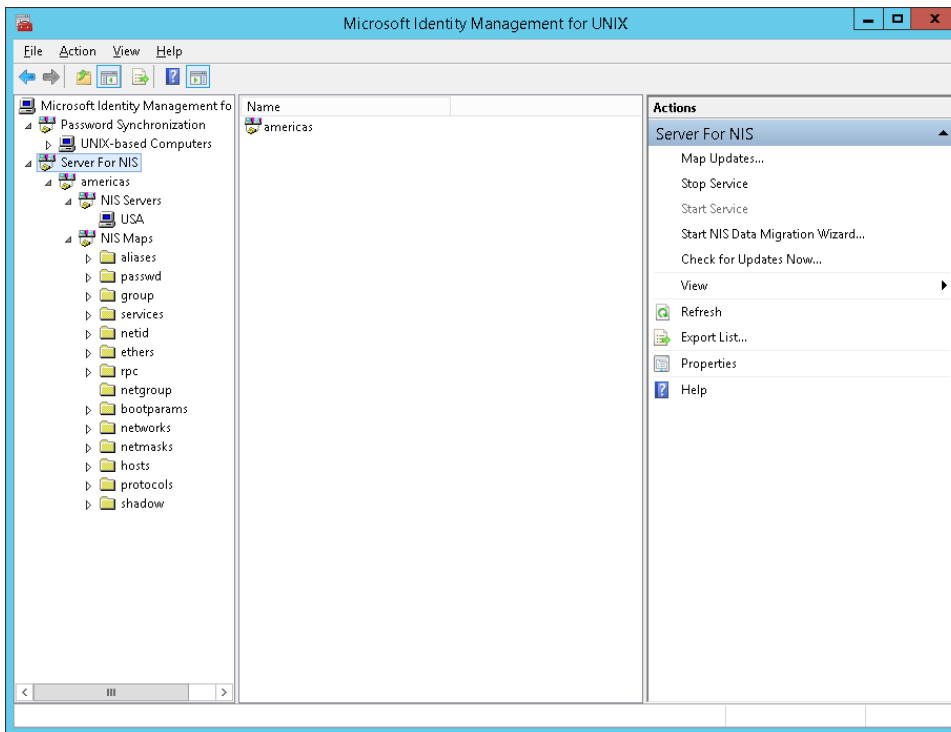 Microsoft Identity Management for UNIX
File Action View Help
Microsoft Identity Management fo
Password Synchronization
UNIX-based Computers
Server For NIS
americas
NIS Servers
USA
NIS Maps
aliases
passwd
group
services
netid
ethers
rpc
netgroup
bootparams
networks
netmasks
hosts
protocols
shadow
Name
americas
Actions
Server For NIS
Map Updates...
Stop Service
Start Service
Start NIS Data Migration Wizard...
Check for Updates Now...
View
Refresh
Export List...
Properties
Help